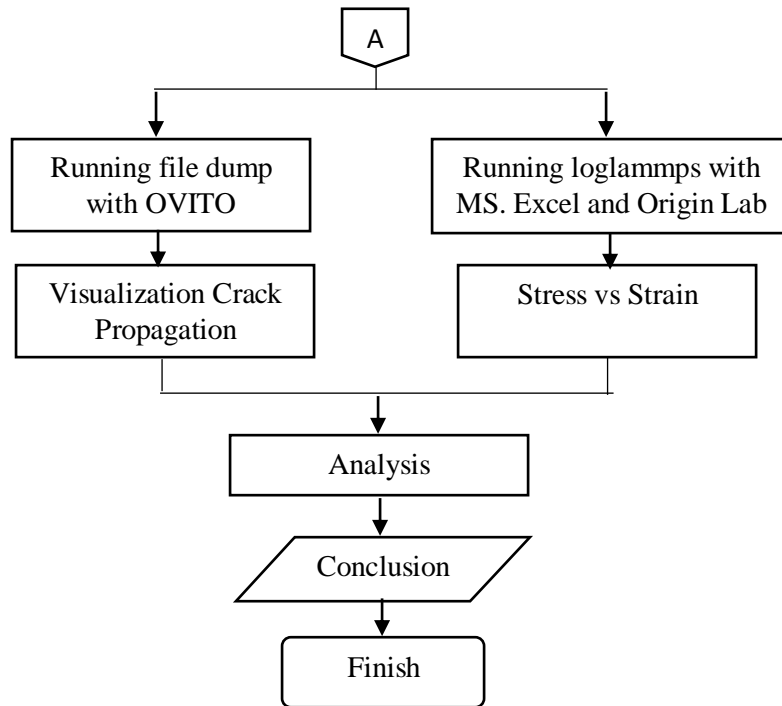 A
Running file dump
with OVITO
Running loglammps with
MS. Excel and Origin Lab
Visualization Crack
Propagation
Stress vs Strain
Analysis
Conclusion
Finish